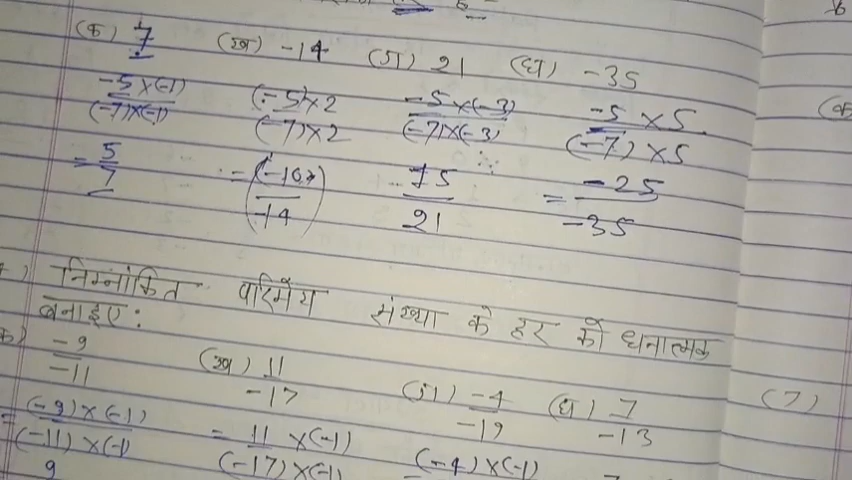 (क) 7 (ख) -14 (ग) 21 (घ) -35
-5×(-1) (-5)×2 -5×(-3) -5×5
(-7)×(-1) (-7)×2 (-7)×(-3) (-7)×5
= 5 = (-10) 15 = -25
7 -14 21 -35
निम्नांकित परिमेय संख्या के हर को धनात्मक
बनाइए:
-9 (ख) 11 (ग) -4 (घ) 7 (7)
-11 -17 -19 -13
= (-9)×(-1) = 11×(-1) (-4)×(-1)
(-11)×(-1 (-17)×(-1)
9